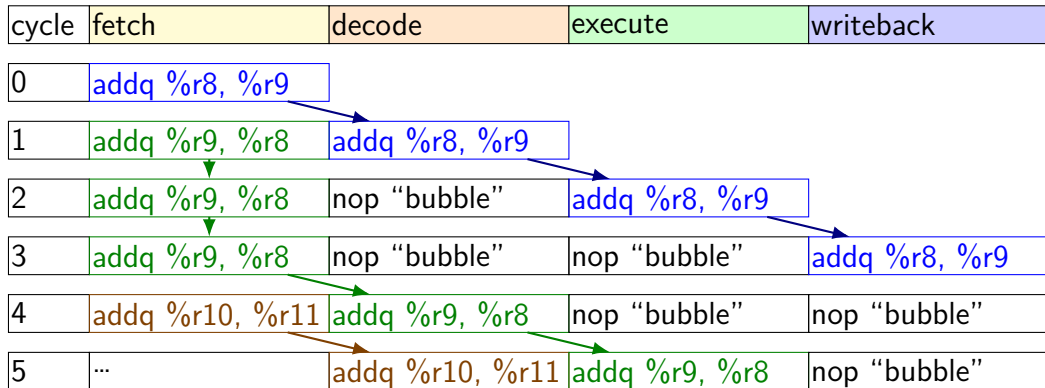 cycle fetch decode execute writeback
0 addq %r8, %r9
1 addq %r9, %r8 addq %r8, %r9
2 addq %r9, %r8 nop “bubble” addq %r8, %r9
3 addq %r9, %r8 nop “bubble” nop “bubble” addq %r8, %r9
4 addq %r10, %r11 addq %r9, %r8 nop “bubble” nop “bubble”
5 ... addq %r10, %r11 addq %r9, %r8 nop “bubble”